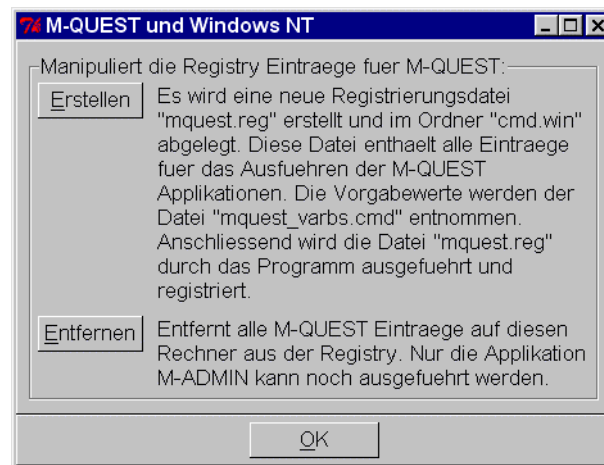 M-QUEST und Windows NT
Manipuliert die Registry Eintraege fuer M-QUEST:
Erstellen
Es wird eine neue Registrierungsdatei
"mquest.reg" erstellt und im Ordner "cmd.win"
abgelegt. Diese Datei enthaelt alle Eintraege
fuer das Ausfuehren der M-QUEST
Applikationen. Die Vorgabewerte werden der
Datei "mquest_varbs.cmd" entnommen.
Anschliessend wird die Datei "mquest.reg"
durch das Programm ausgefuehrt und
registriert.
Entfernen
Entfernt alle M-QUEST Eintraege auf diesen
Rechner aus der Registry. Nur die Applikation
M-ADMIN kann noch ausgefuehrt werden.
OK